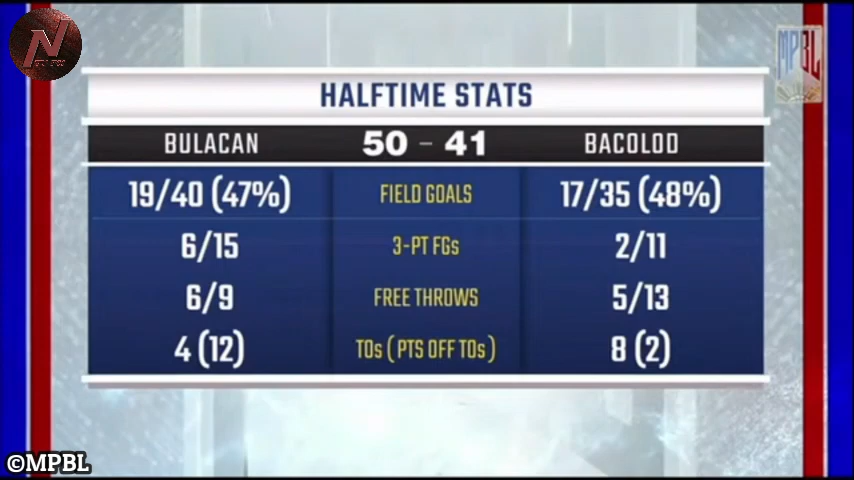 N
MPBL
HALFTIME STATS
BULACAN 50 - 41 BACOLOD
19/40 (47%) FIELD GOALS 17/35 (48%)
6/15 3-PT FGs 2/11
6/9 FREE THROWS 5/13
4 (12) TOs (PTS OFF TOs) 8 (2)
©MPBL